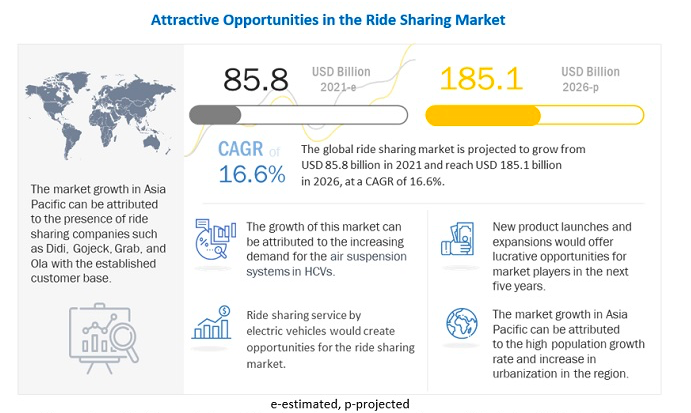 Attractive Opportunities in the Ride Sharing Market
85.8
USD Billion
2021-e
185.1
USD Billion
2026-p
CAGR of
16.6%
The global ride sharing market is projected to grow from
USD 85.8 billion in 2021 and reach USD 185.1 billion
in 2026, at a CAGR of 16.6%.
The market growth in Asia
Pacific can be attributed
to the presence of ride
sharing companies such
as Didi, Gojeck, Grab, and
Ola with the established
customer base.
The growth of this market can
be attributed to the increasing
demand for the air suspension
systems in HCVs.
New product launches and
expansions would offer
lucrative opportunities for
market players in the next
five years.
Ride sharing service by
electric vehicles would create
opportunities for the ride sharing
market.
The market growth in Asia
Pacific can be attributed
to the high population growth
rate and increase in
urbanization in the region.
e-estimated, p-projected